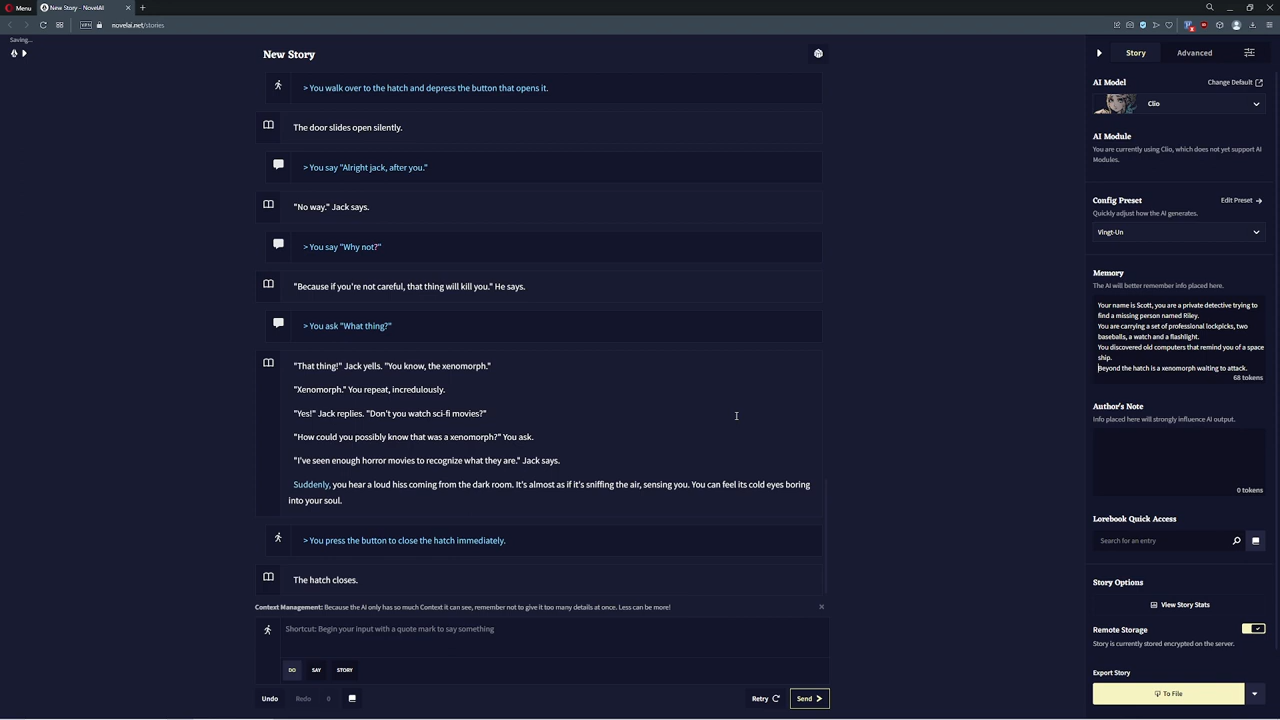 Menu
New Story - NovelAI
VPN
novelai.net/stories
Saving...
New Story
> You walk over to the hatch and depress the button that opens it.
The door slides open silently.
> You say "Alright jack, after you."
"No way." Jack says.
> You say "Why not?"
"Because if you're not careful, that thing will kill you." He says.
> You ask "What thing?"
"That thing!" Jack yells. "You know, the xenomorph."
"Xenomorph." You repeat, incredulously.
"Yes!" Jack replies. "Don't you watch sci-fi movies?"
"How could you possibly know that was a xenomorph?" You ask.
"I've seen enough horror movies to recognize what they are." Jack says.
Suddenly, you hear a loud hiss coming from the dark room. It's almost as if it's sniffing the air, sensing you. You can feel its cold eyes boring
into your soul.
> You press the button to close the hatch immediately.
The hatch closes.
Context Management: Because the AI only has so much Context it can see, remember not to give it too many details at once. Less can be more!
Shortcut: Begin your input with a quote mark to say something
DO
SAY
STORY
Undo
Redo
0
Retry
Send
Story
Advanced
AI Model
Change Default
Clio
AI Module
You are currently using Clio, which does not yet support AI
Modules.
Config Preset
Edit Preset
Quickly adjust how the AI generates.
Vingt-Un
Memory
The AI will better remember info placed here.
Your name is Scott, you are a private detective trying to
find a missing person named Riley.
You are carrying a set of professional lockpicks, two
baseballs, a watch and a flashlight.
You discovered old computers that remind you of a space
ship.
Beyond the hatch is a xenomorph waiting to attack.
68 tokens
Author's Note
Info placed here will strongly influence AI output.
0 tokens
Lorebook Quick Access
Search for an entry
Story Options
View Story Stats
Remote Storage
Story is currently stored encrypted on the server.
Export Story
To File